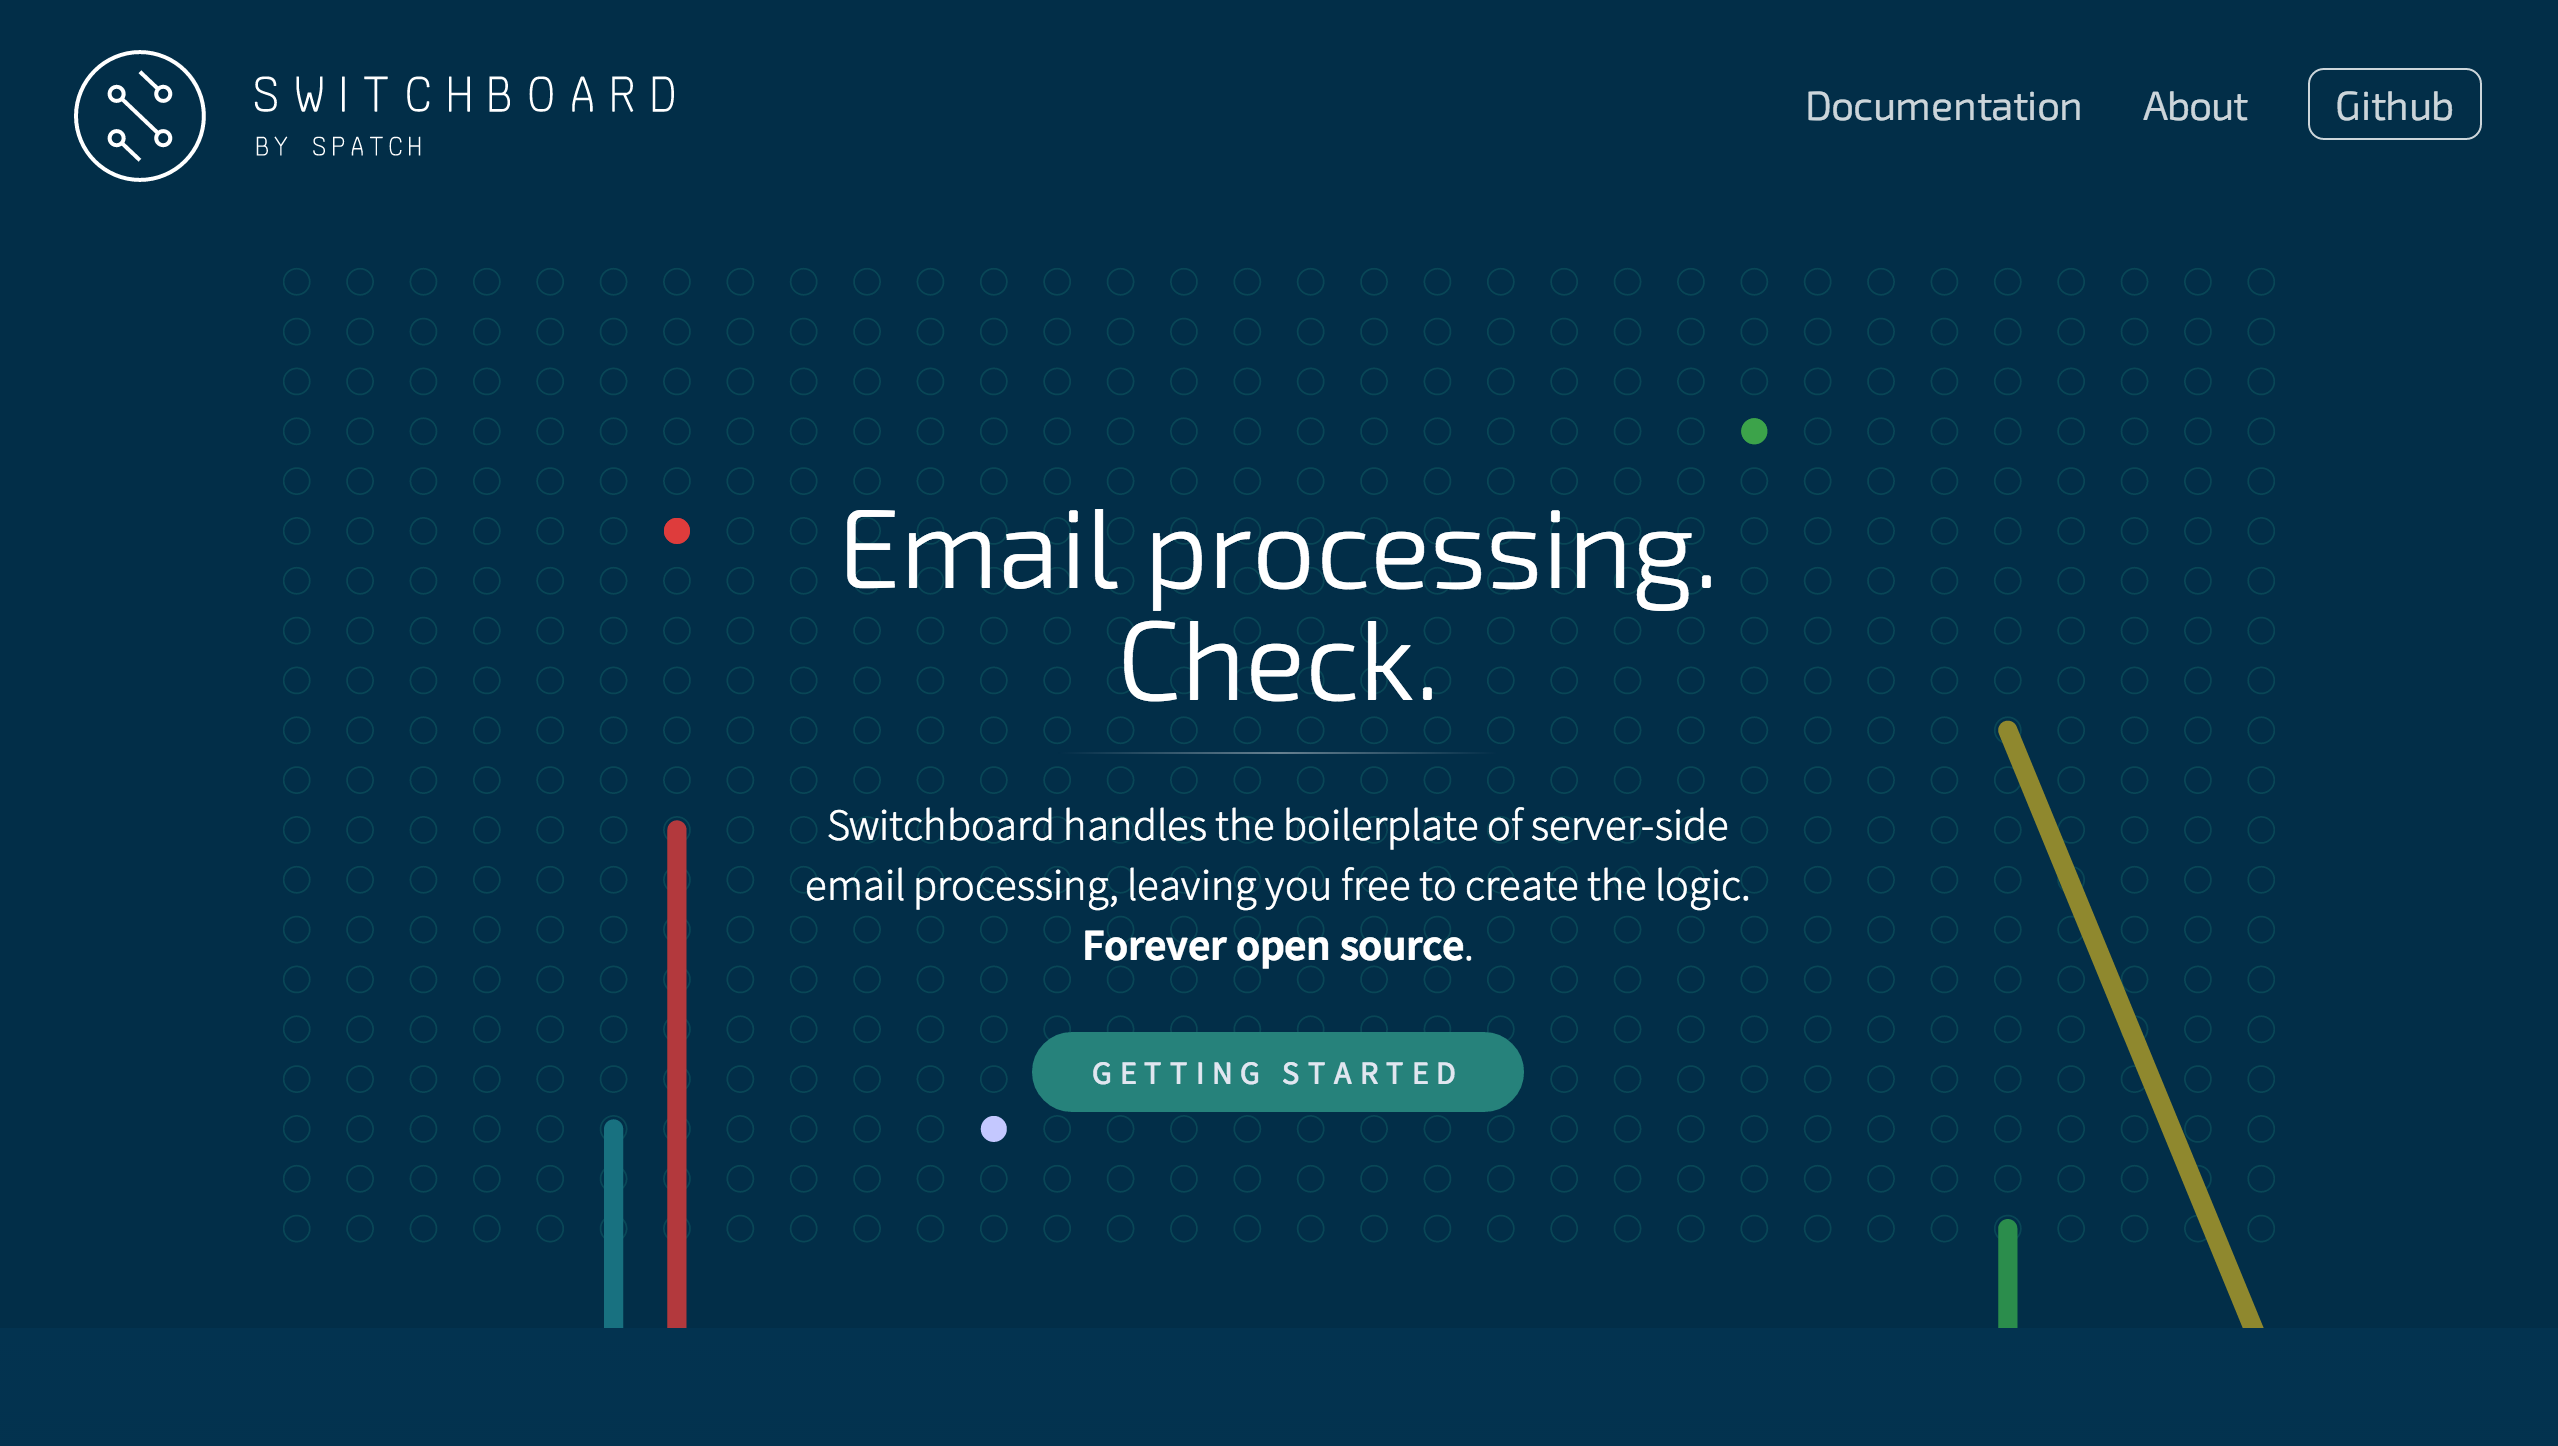 SWITCHBOARD
BY SPATCH
Documentation
About
Github
Email processing.
Check.
Switchboard handles the boilerplate of server-side
email processing, leaving you free to create the logic.
Forever open source.
GETTING STARTED